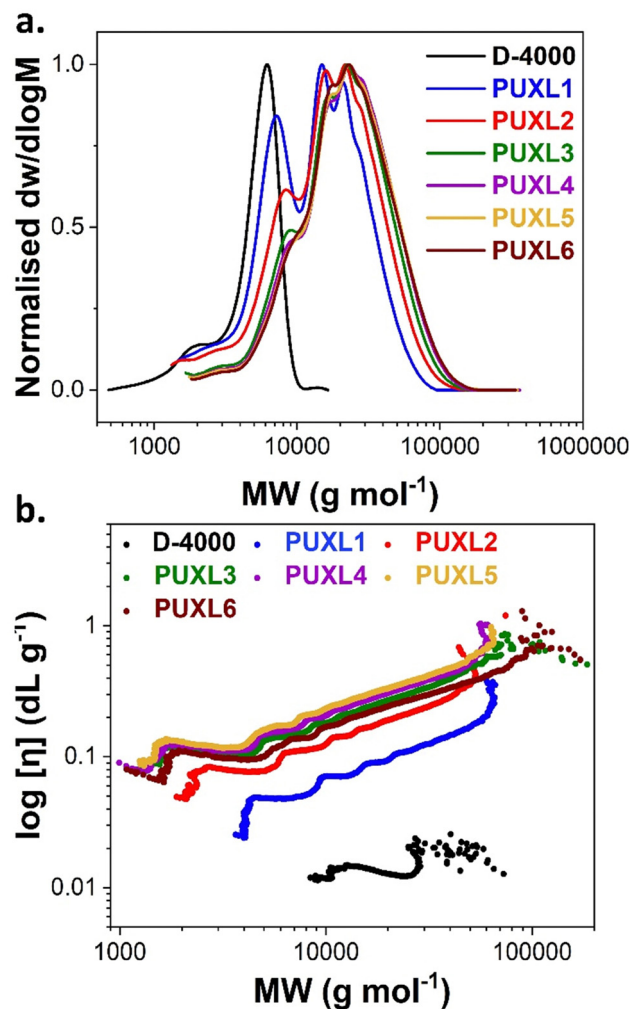 a.
Normalised dw/dlogM
1.0
0.5
0.0
D-4000
PUXL1
PUXL2
PUXL3
PUXL4
PUXL5
PUXL6
1000 10000 100000 1000000
MW (g mol⁻¹)
b.
D-4000 PUXL1 PUXL2
PUXL3 PUXL4 PUXL5
PUXL6
log [η] (dL g⁻¹)
1
0.1
0.01
1000 10000 100000
MW (g mol⁻¹)